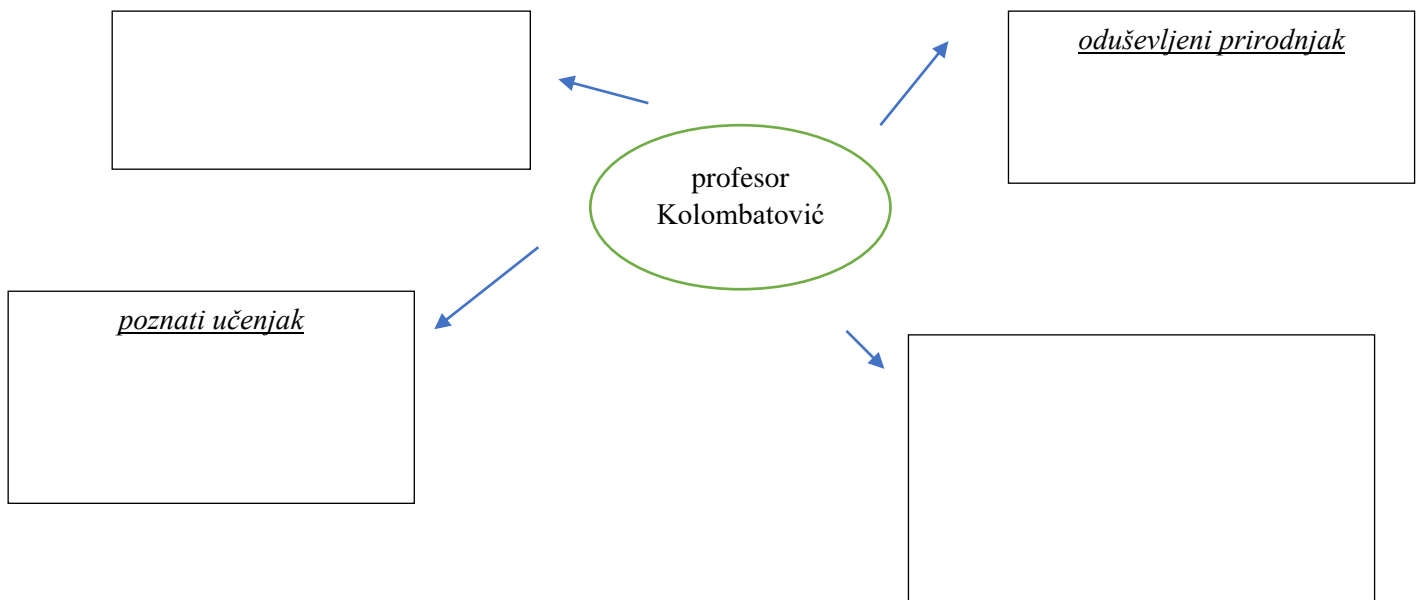 oduševljeni prirodnjak
profesor
Kolombatović
poznati učenjak